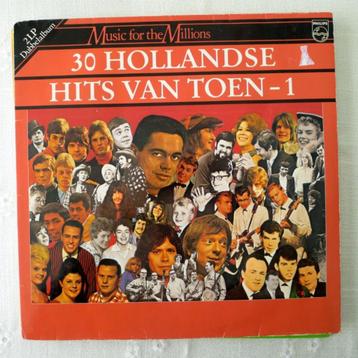 2LP
Dubbelalbum
Music for the Millions
PHILIPS
30 HOLLANDSE
HITS VAN TOEN-1